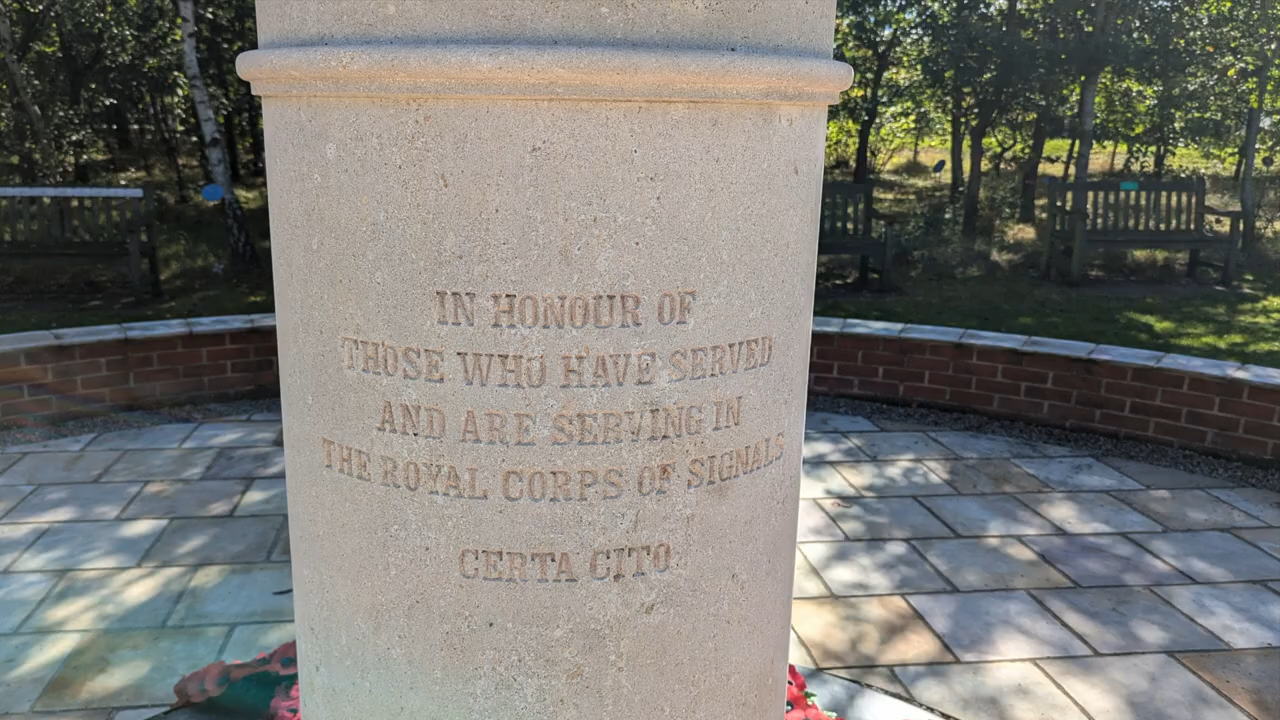 IN HONOUR OF
THOSE WHO HAVE SERVED
AND ARE SERVING IN
THE ROYAL CORPS OF SIGNALS
CERTA CITO